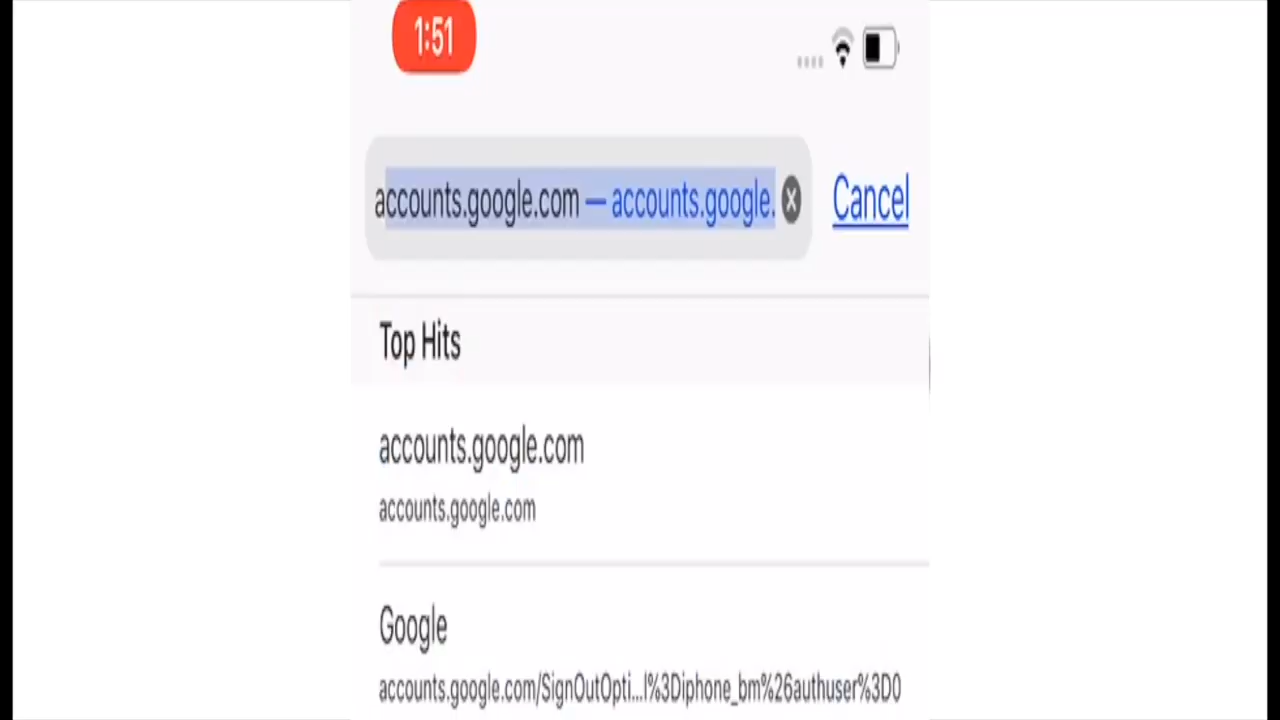 1:51
accounts.google.com — accounts.google.
Cancel
Top Hits
accounts.google.com
accounts.google.com
Google
accounts.google.com/SignOutOpti...l%3Diphone_bm%26authuser%3D0